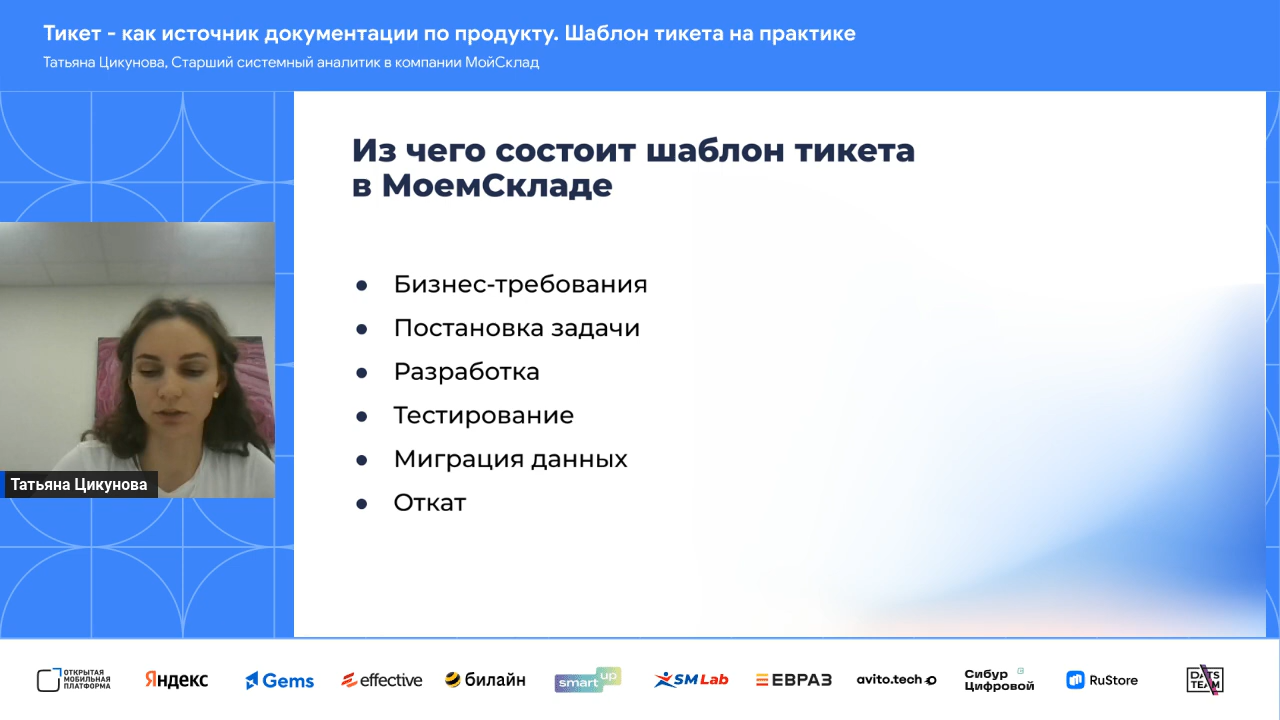 Тикет - как источник документации по продукту. Шаблон тикета на практике
Татьяна Цикунова, Старший системный аналитик в компании МойСклад
Из чего состоит шаблон тикета
в МоемСкладе
• Бизнес-требования
• Постановка задачи
• Разработка
• Тестирование
• Миграция данных
• Откат
Татьяна Цикунова
ОТКРЫТАЯ
МОБИЛЬНАЯ
ПЛАТФОРМА
Яндекс
Gems
effective
билайн
smart up
SM Lab
ЕВРАЗ
avito.tech
Сибур
Цифровой
RuStore
DATS
TEAM